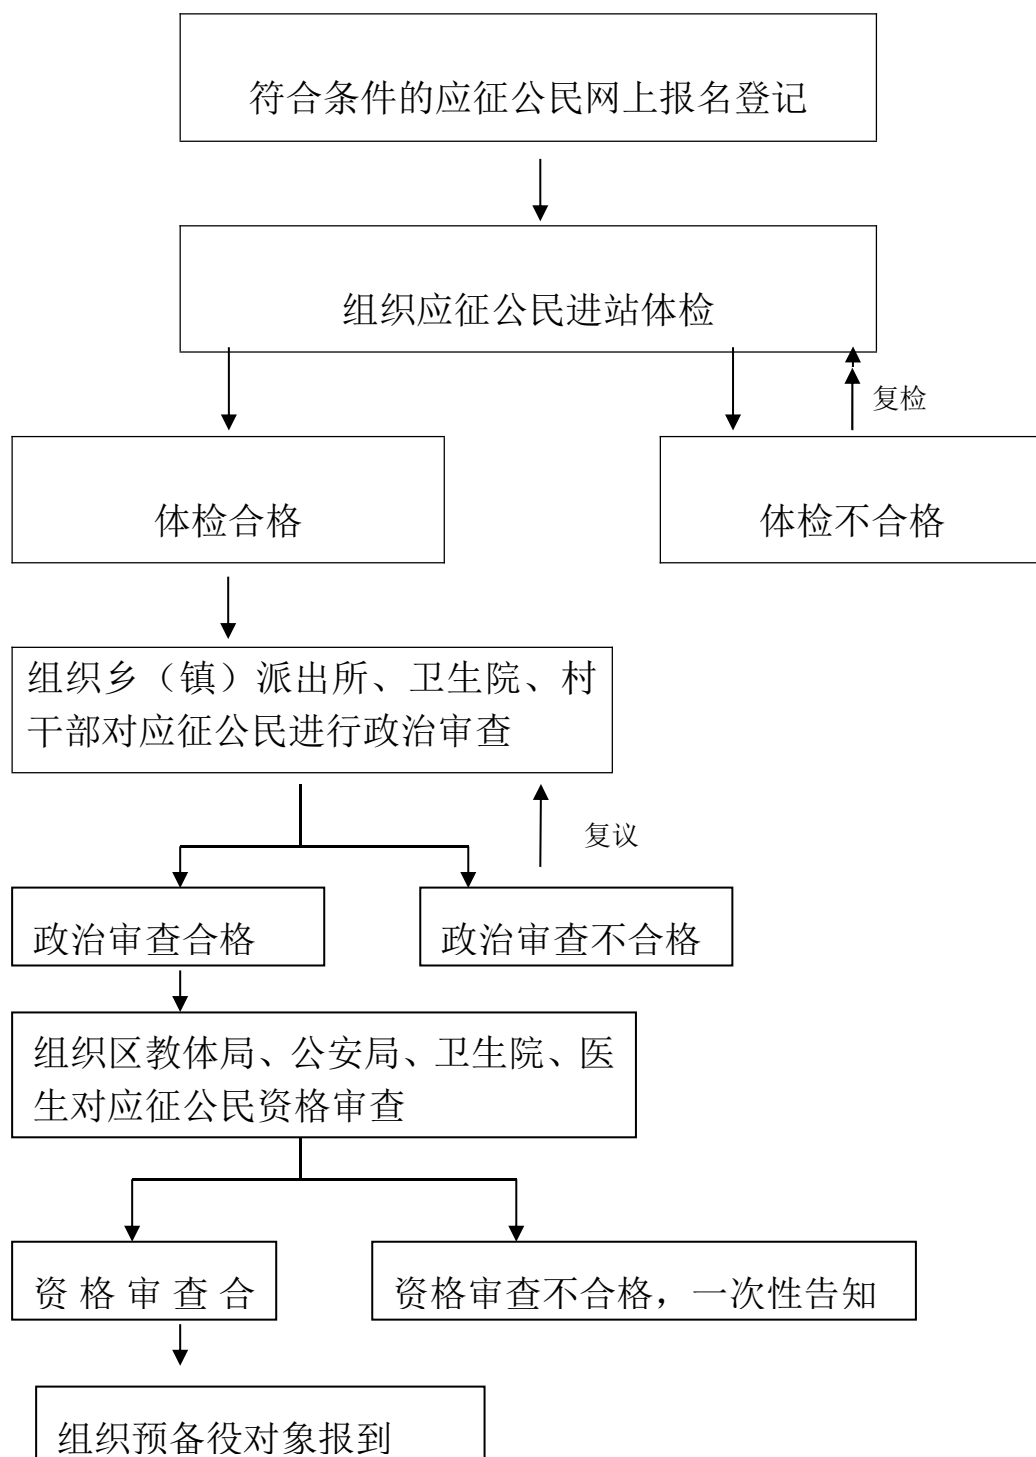 符合条件的应征公民网上报名登记
组织应征公民进站体检
复检
体检合格
体检不合格
组织乡（镇）派出所、卫生院、村
干部对应征公民进行政治审查
复议
政治审查合格
政治审查不合格
组织区教体局、公安局、卫生院、医
生对应征公民资格审查
资格审查合
资格审查不合格，一次性告知
组织预备役对象报到